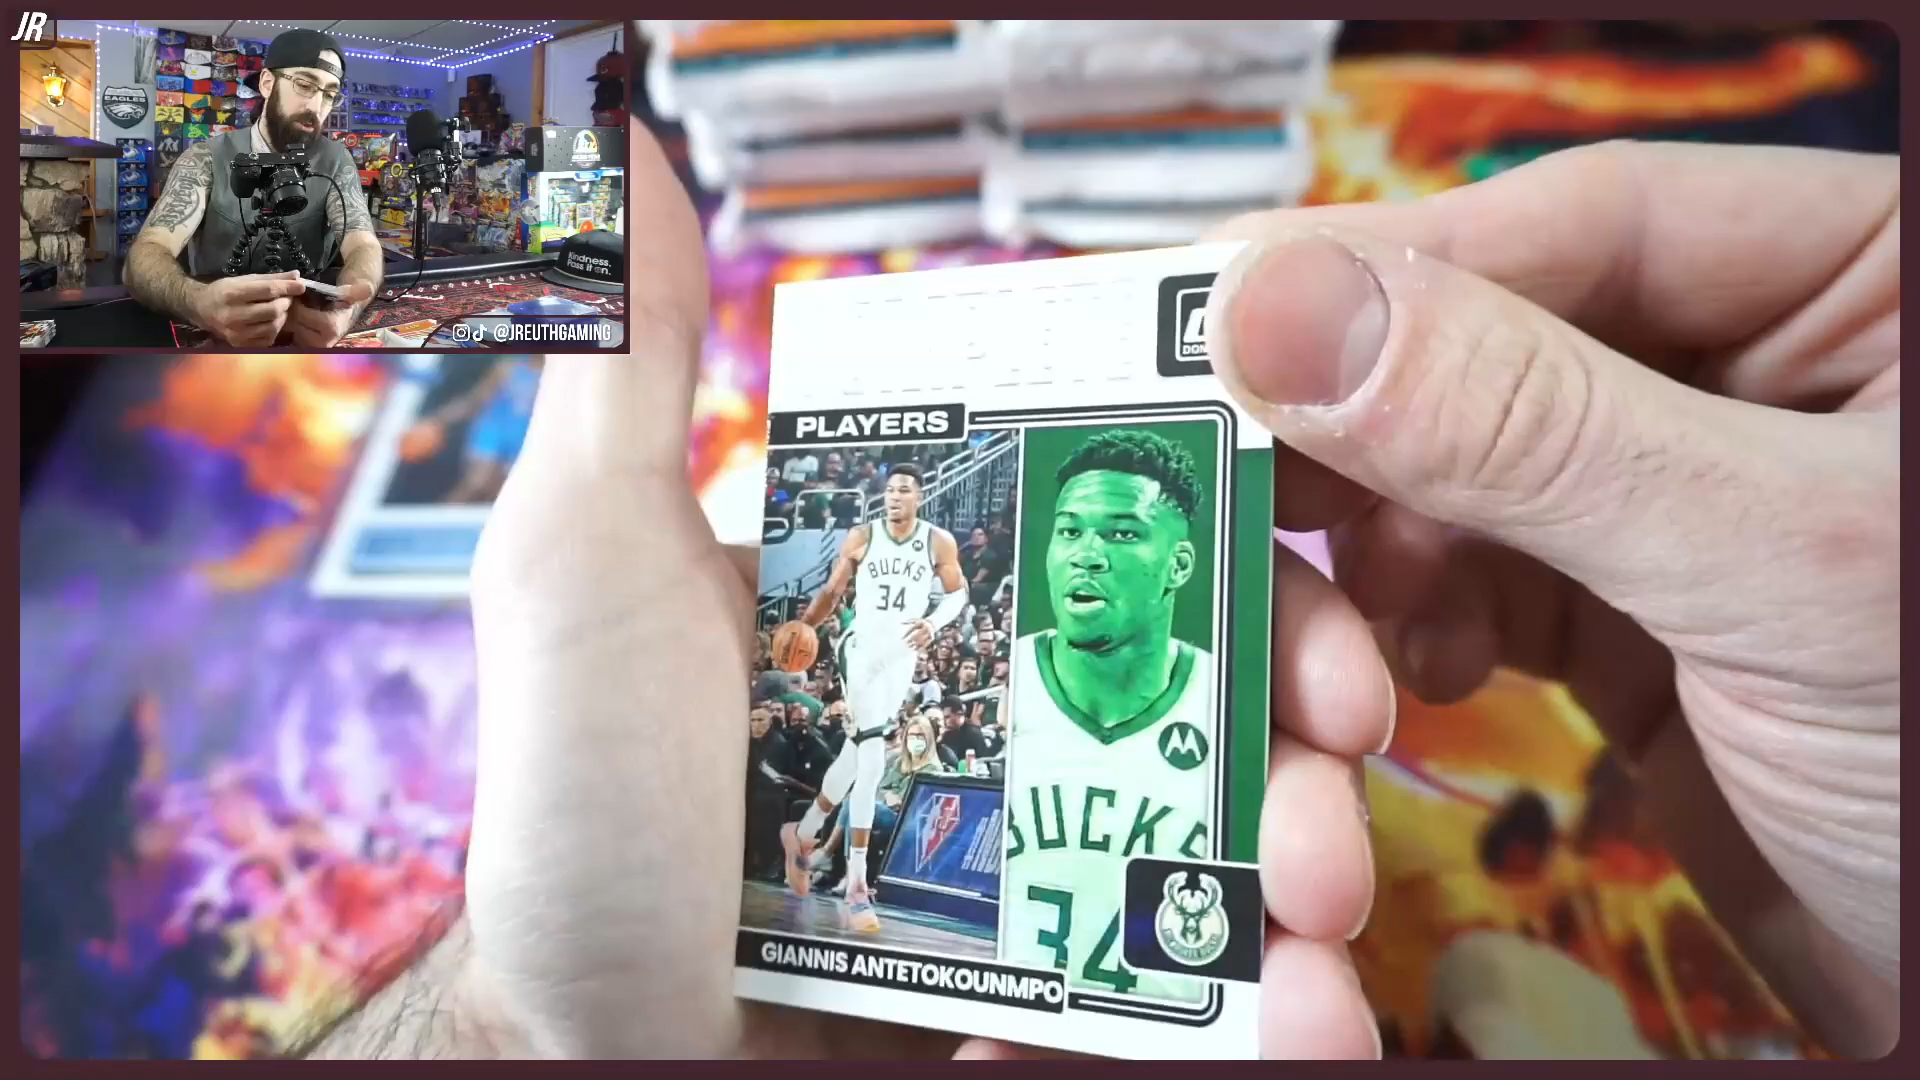 JR
EAGLES
Kindness.
Pass it on.
@JREUTHGAMING
PLAYERS
BUCKS
34
BUCKS
34
GIANNIS ANTETOKOUNMPO